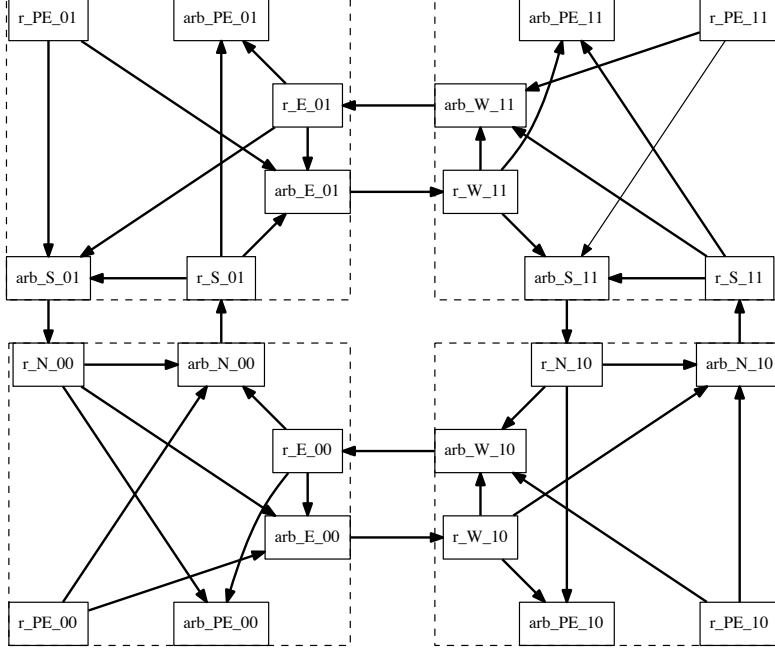 r_PE_01 arb_PE_01 arb_PE_11 r_PE_11
r_E_01 arb_W_11
arb_E_01 r_W_11
arb_S_01 r_S_01 arb_S_11 r_S_11
r_N_00 arb_N_00 r_N_10 arb_N_10
r_E_00 arb_W_10
arb_E_00 r_W_10
r_PE_00 arb_PE_00 arb_PE_10 r_PE_10